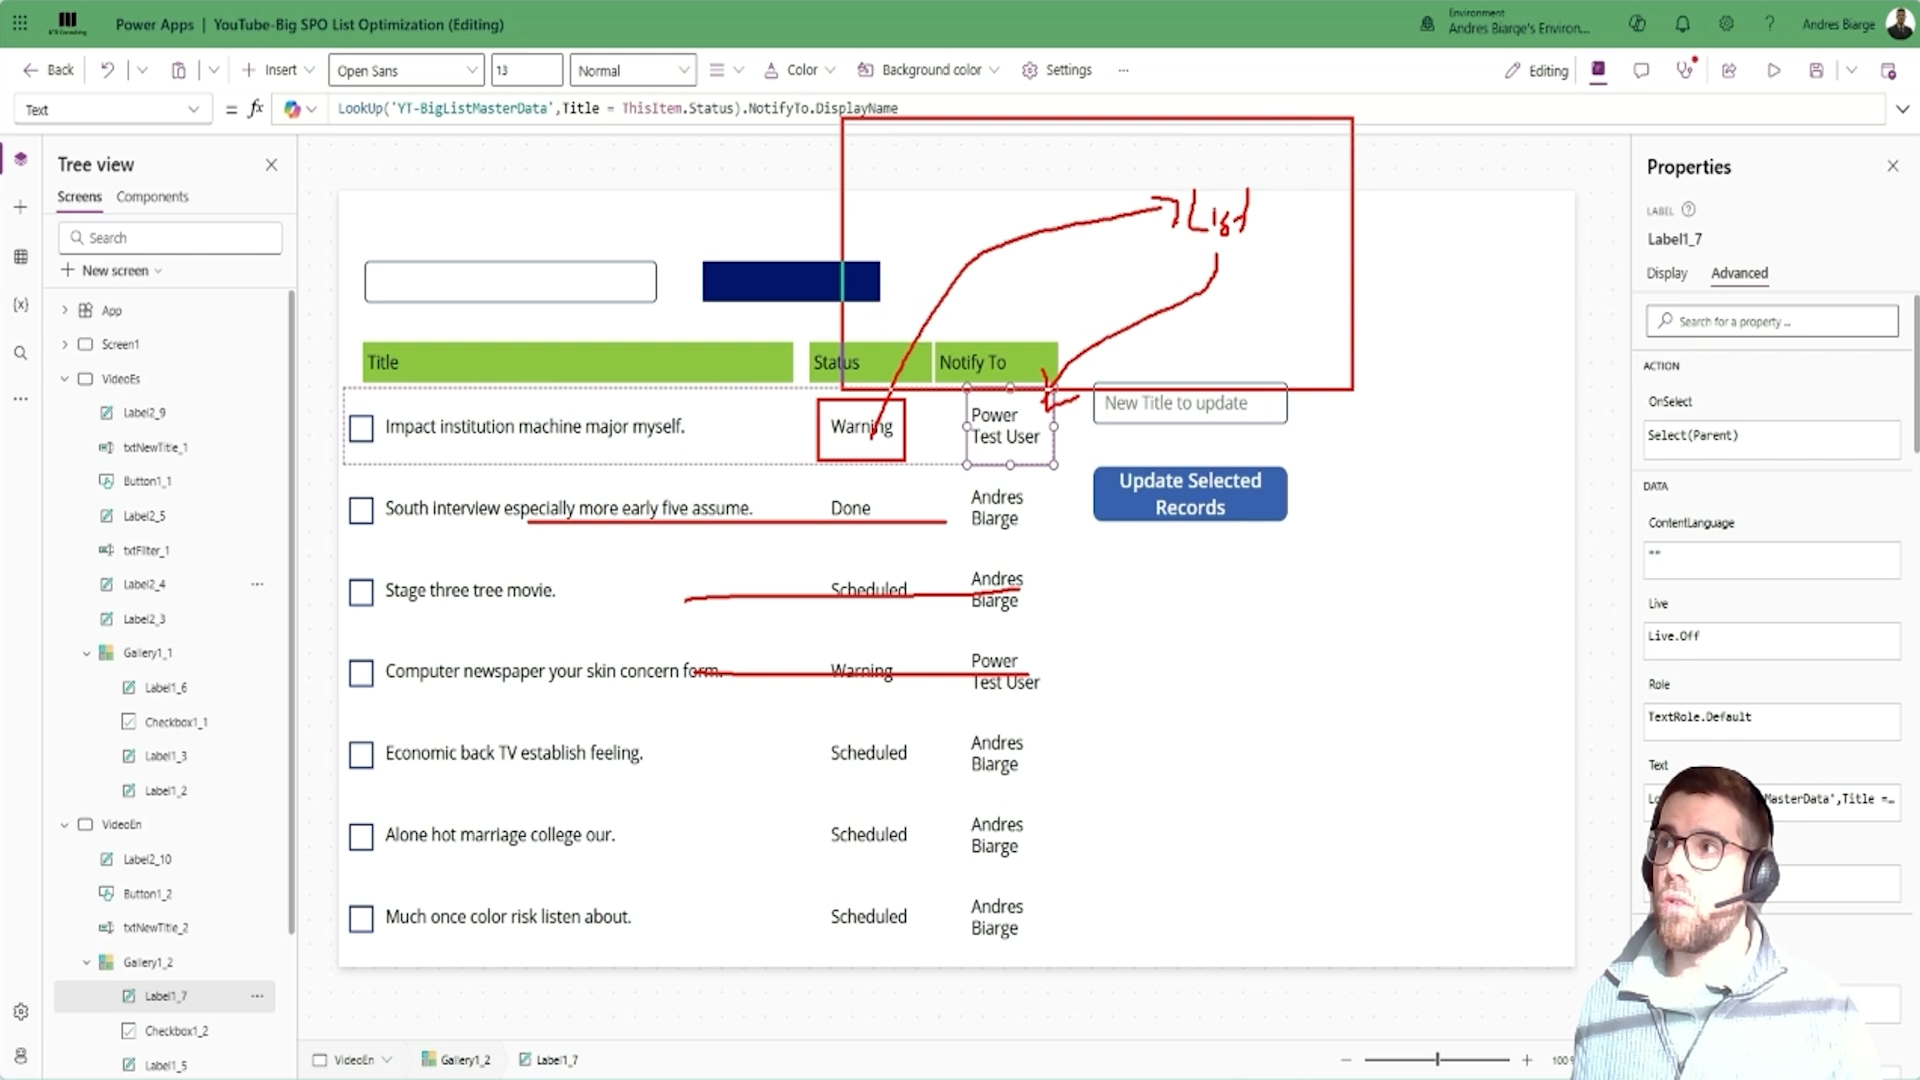 Power Apps | YouTube-Big SPO List Optimization (Editing)
Environment
Andres Biarge's Environ...
Andres Biarge
Back
Insert
Open Sans
13
Normal
Color
Background color
Settings
...
Editing
Text
= fx
LookUp('YT-BigListMasterData',Title = ThisItem.Status).NotifyTo.DisplayName
Tree view
Screens
Components
Search
New screen
App
Screen1
VideoEs
Label2_9
txtNewTitle_1
Button1_1
Label2_5
txtFilter_1
Label2_4
Label2_3
Gallery1_1
Label1_6
Checkbox1_1
Label1_3
Label1_2
VideoEn
Label2_10
Button1_2
txtNewTitle_2
Gallery1_2
Label1_7
Checkbox1_2
Label1_5
List
Title
Status
Notify To
Impact institution machine major myself.
Warning
Power
Test User
South interview especially more early five assume.
Done
Andres
Biarge
Stage three tree movie.
Scheduled
Andres
Biarge
Computer newspaper your skin concern form.
Warning
Power
Test User
Economic back TV establish feeling.
Scheduled
Andres
Biarge
Alone hot marriage college our.
Scheduled
Andres
Biarge
Much once color risk listen about.
Scheduled
Andres
Biarge
New Title to update
Update Selected
Records
Properties
LABEL
Label1_7
Display
Advanced
Search for a property ...
ACTION
OnSelect
Select(Parent)
DATA
ContentLanguage
""
Live
Live.Off
Role
TextRole.Default
Text
MasterData',Title =...
VideoEn
Gallery1_2
Label1_7